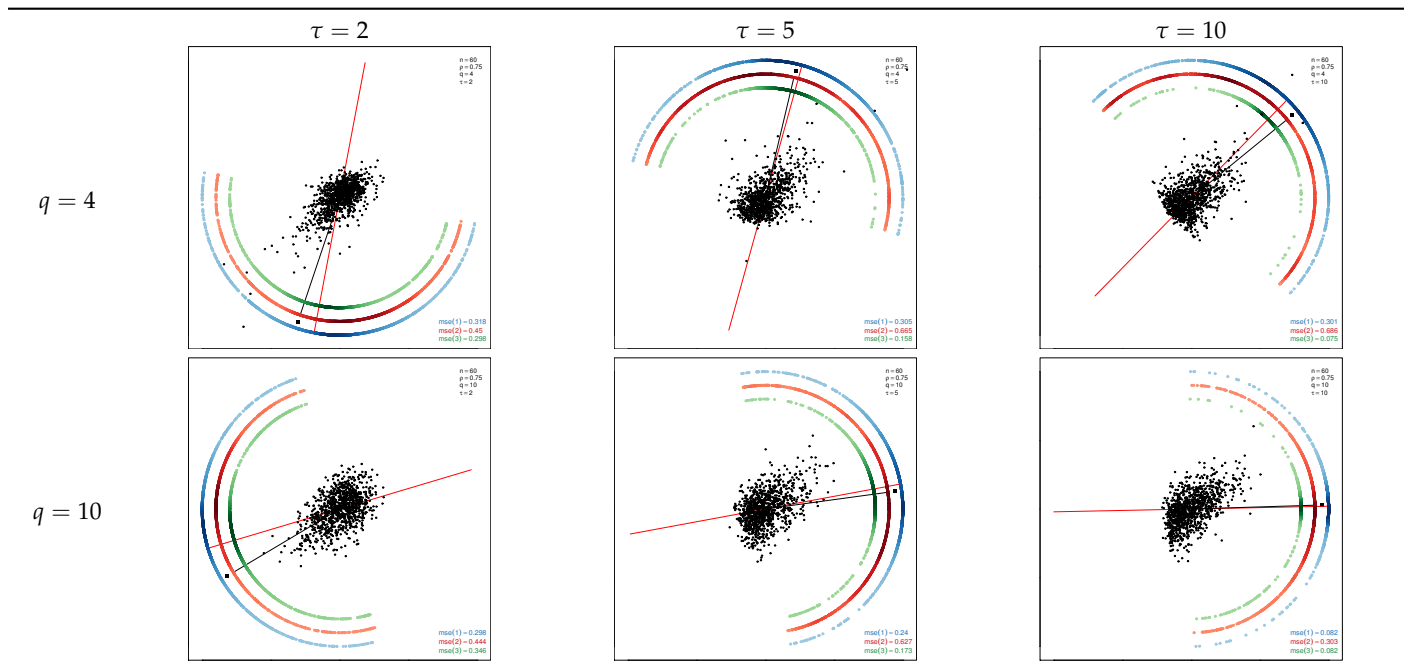 τ = 2
τ = 5
τ = 10
q = 4
n = 60
ρ = 0.75
q = 4
τ = 2
mse(1) = 0.318
mse(2) = 0.45
mse(3) = 0.298
n = 60
ρ = 0.75
q = 4
τ = 5
mse(1) = 0.305
mse(2) = 0.665
mse(3) = 0.158
n = 60
ρ = 0.75
q = 4
τ = 10
mse(1) = 0.301
mse(2) = 0.686
mse(3) = 0.075
q = 10
n = 60
ρ = 0.75
q = 10
τ = 2
mse(1) = 0.298
mse(2) = 0.444
mse(3) = 0.346
n = 60
ρ = 0.75
q = 10
τ = 5
mse(1) = 0.24
mse(2) = 0.627
mse(3) = 0.173
n = 60
ρ = 0.75
q = 10
τ = 10
mse(1) = 0.082
mse(2) = 0.303
mse(3) = 0.082